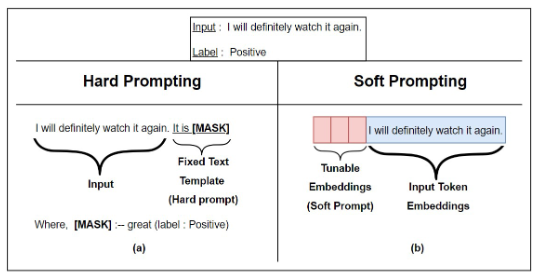 Input : I will definitely watch it again.
Label : Positive
Hard Prompting
I will definitely watch it again. It is [MASK]
Input
Fixed Text
Template
(Hard prompt)
Where, [MASK] :-- great (label : Positive)
(a)
Soft Prompting
I will definitely watch it again.
Tunable
Embeddings
(Soft Prompt)
Input Token
Embeddings
(b)